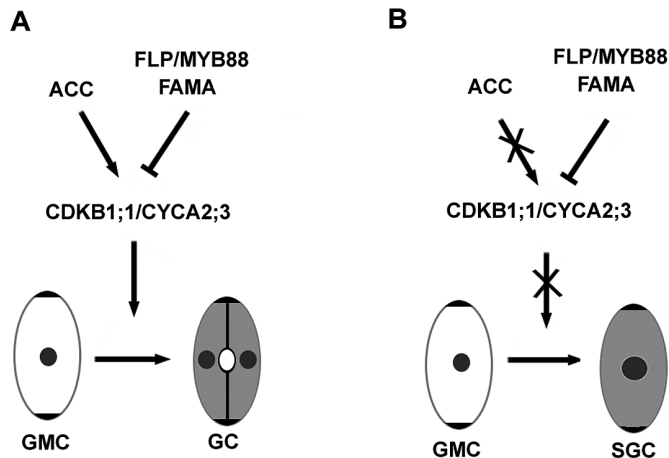 A
FLP/MYB88
ACC
FAMA
CDKB1;1/CYCA2;3
GMC
GC
B
FLP/MYB88
ACC
FAMA
CDKB1;1/CYCA2;3
GMC
SGC